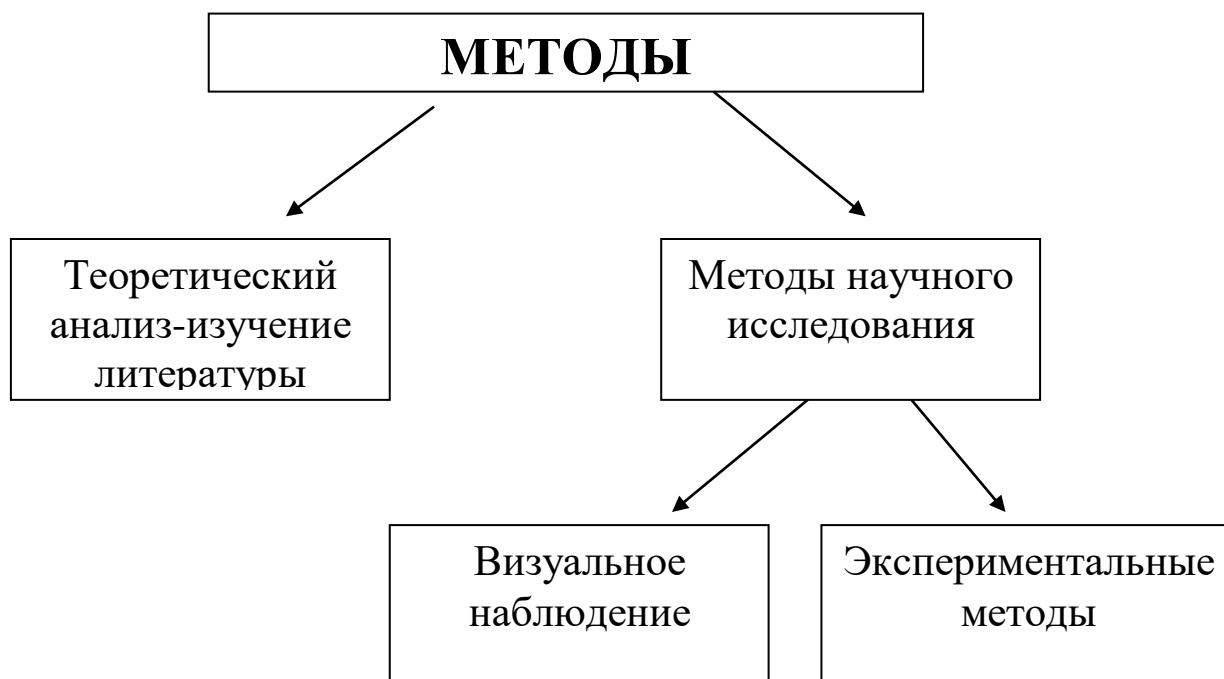 МЕТОДЫ
Теоретический
анализ-изучение
литературы
Методы научного
исследования
Визуальное
наблюдение
Экспериментальные
методы